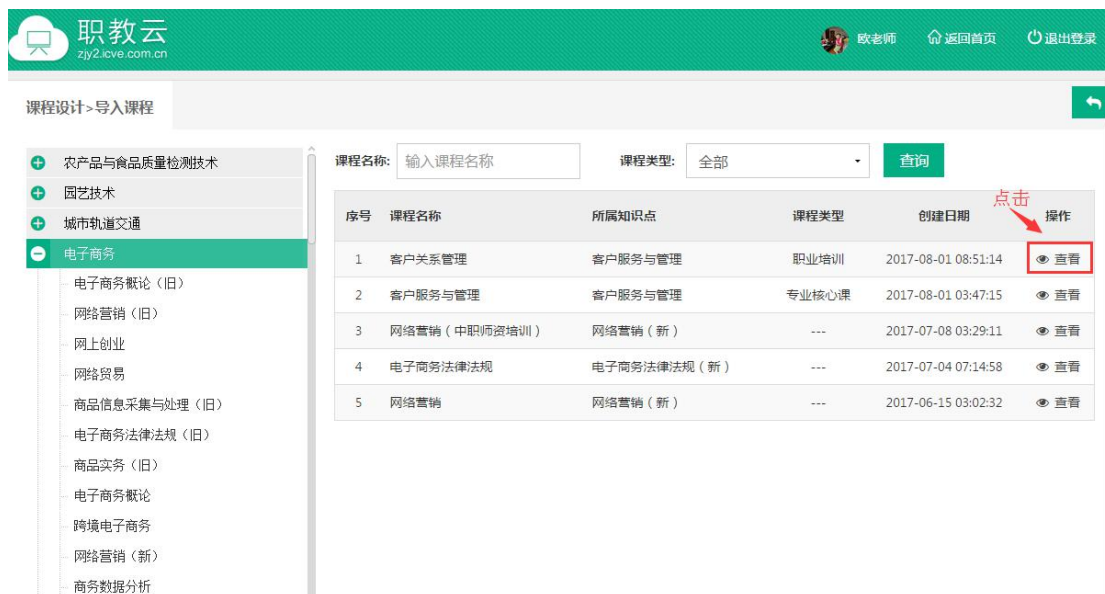 职教云
zjy2.icve.com.cn
欧老师 返回首页 退出登录
课程设计>导入课程
农产品与食品质量检测技术
园艺技术
城市轨道交通
电子商务
电子商务概论（旧）
网络营销（旧）
网上创业
网络贸易
商品信息采集与处理（旧）
电子商务法律法规（旧）
商品实务（旧）
电子商务概论
跨境电子商务
网络营销（新）
商务数据分析
课程名称: 输入课程名称 课程类型: 全部 查询
点击
序号 课程名称 所属知识点 课程类型 创建日期 操作
1 客户关系管理 客户服务与管理 职业培训 2017-08-01 08:51:14 查看
2 客户服务与管理 客户服务与管理 专业核心课 2017-08-01 03:47:15 查看
3 网络营销（中职师资培训） 网络营销（新） --- 2017-07-08 03:29:11 查看
4 电子商务法律法规 电子商务法律法规（新） --- 2017-07-04 07:14:58 查看
5 网络营销 网络营销（新） --- 2017-06-15 03:02:32 查看